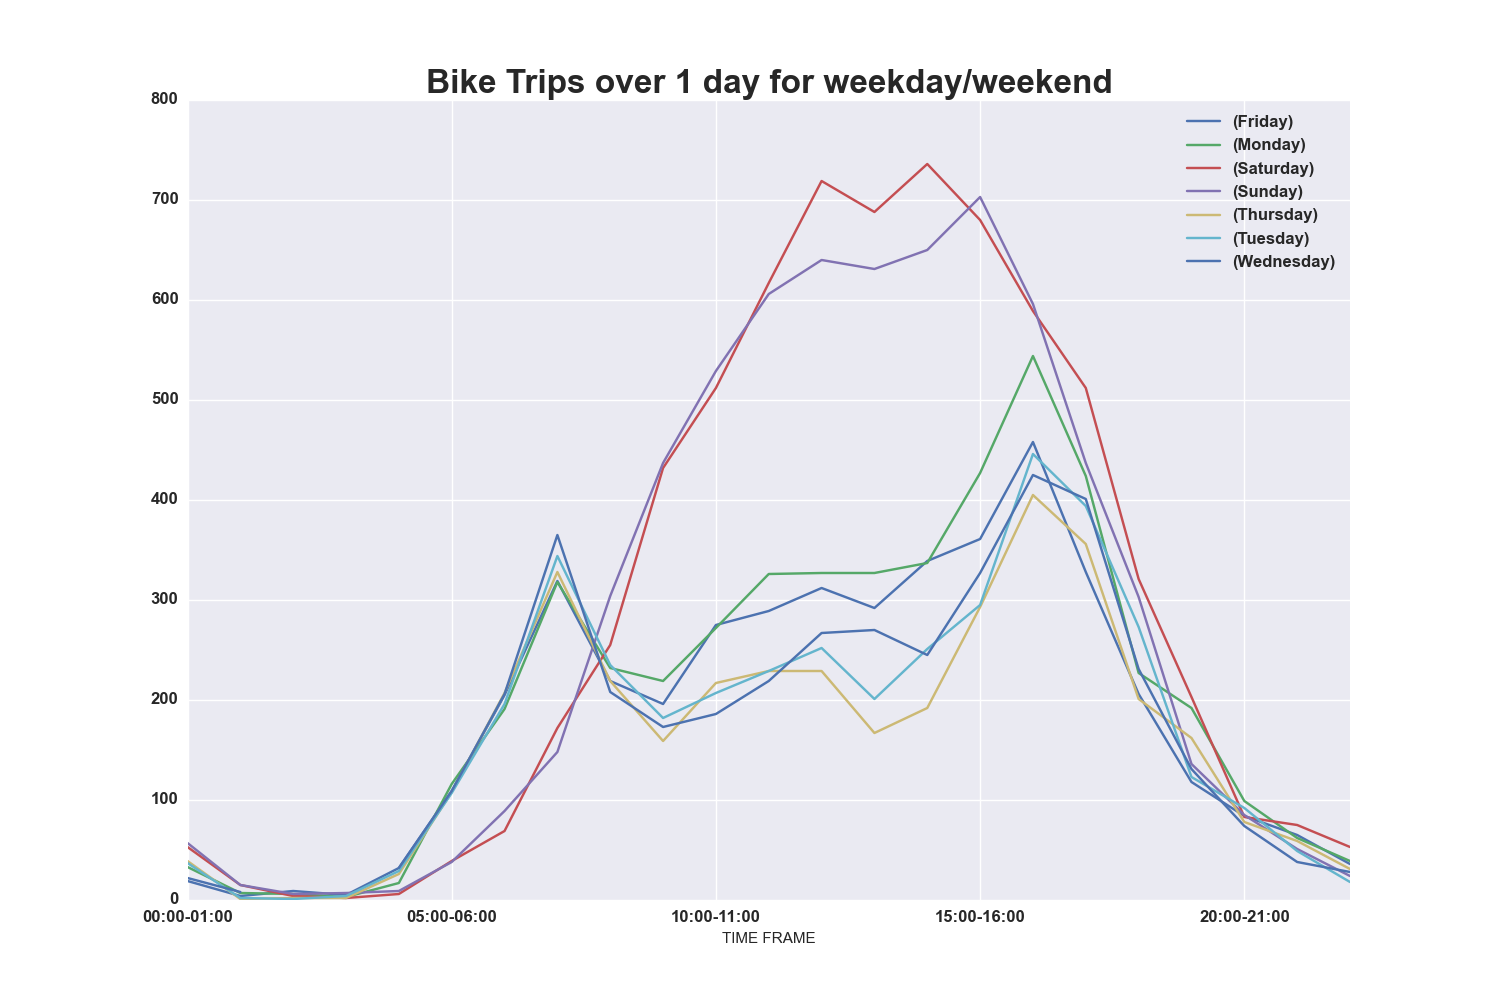 Bike Trips over 1 day for weekday/weekend
800
700
600
500
400
300
200
100
0
(Friday)
(Monday)
(Saturday)
(Sunday)
(Thursday)
(Tuesday)
(Wednesday)
00:00-01:00 05:00-06:00 10:00-11:00 15:00-16:00 20:00-21:00
TIME FRAME